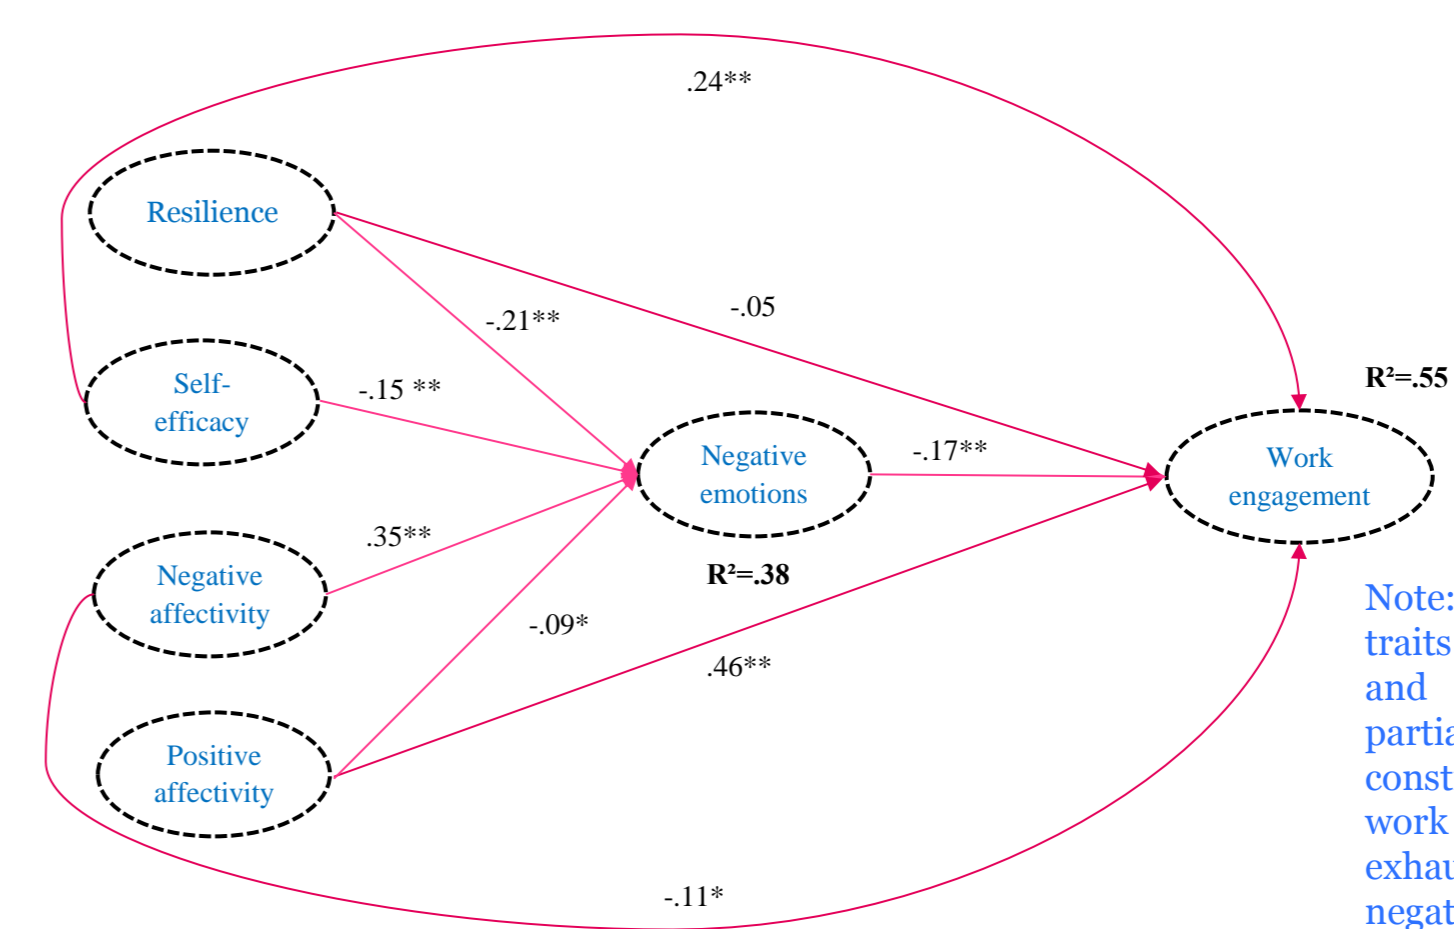 .24**
Resilience
-.05
-.21**
R²=.55
Self-
efficacy
-.15 **
Negative
emotions
-.17**
Work
engagement
.35**
Negative
affectivity
R²=.38
-.09*
.46**
Positive
affectivity
-.11*
Note:
traits
and
work